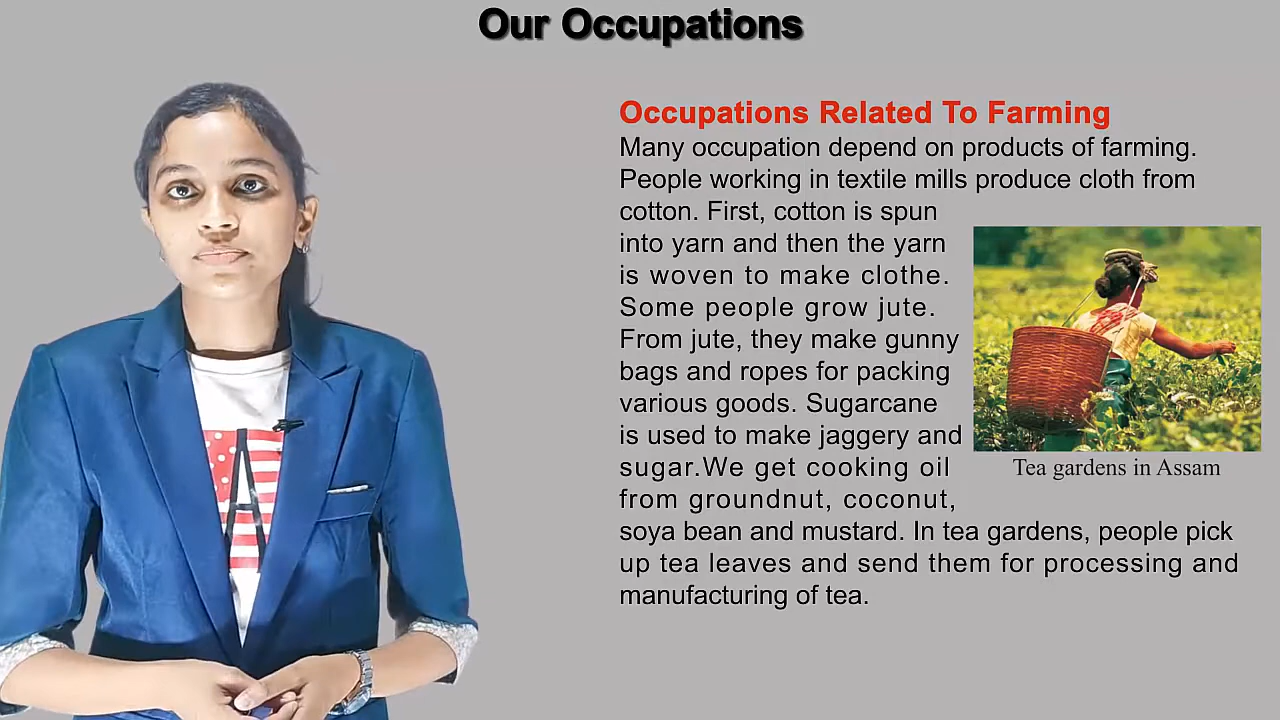 Our Occupations
Occupations Related To Farming
Many occupation depend on products of farming.
People working in textile mills produce cloth from
cotton. First, cotton is spun
into yarn and then the yarn
is woven to make clothe.
Some people grow jute.
From jute, they make gunny
bags and ropes for packing
various goods. Sugarcane
is used to make jaggery and
sugar.We get cooking oil
from groundnut, coconut,
soya bean and mustard. In tea gardens, people pick
up tea leaves and send them for processing and
manufacturing of tea.
Tea gardens in Assam
A